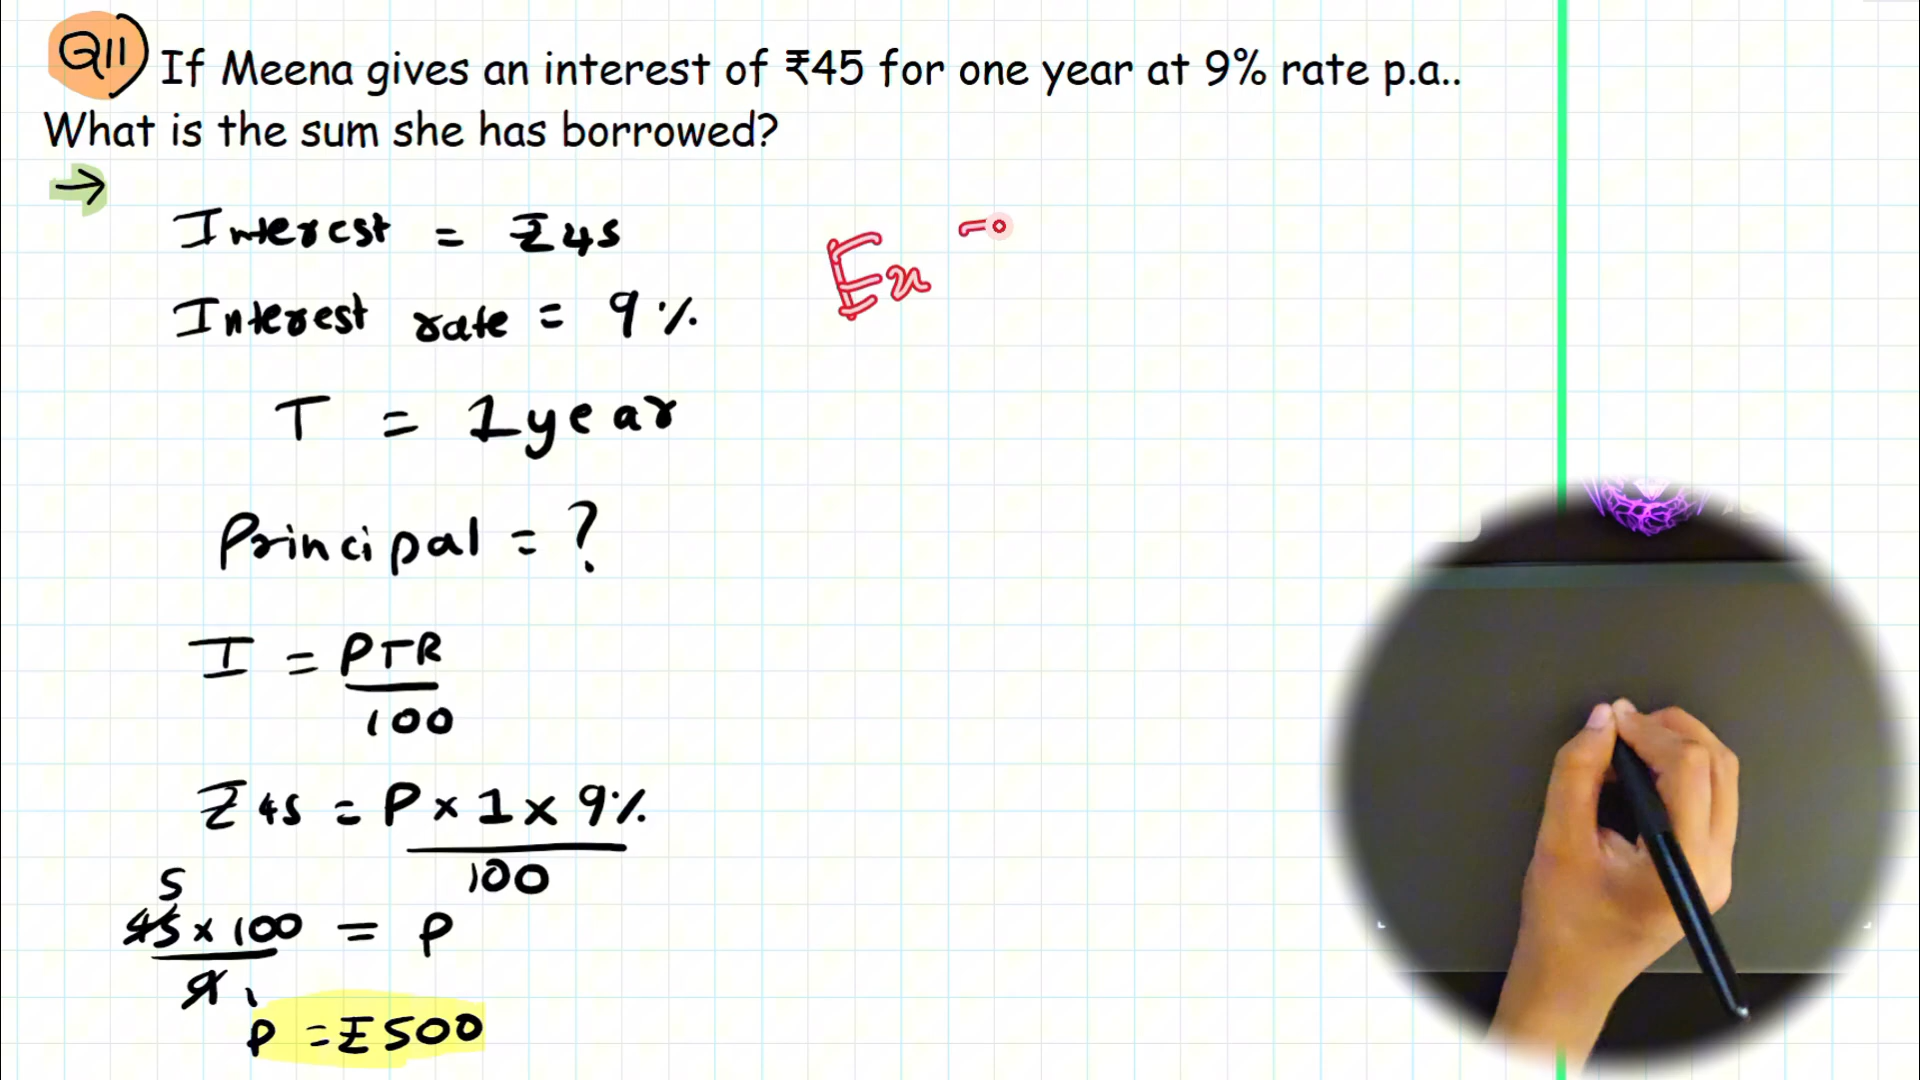 Q11 If Meena gives an interest of ₹45 for one year at 9% rate p.a..
What is the sum she has borrowed?
→
Interest = ₹45
Interest rate = 9%
T = 1 year
Principal = ?
I = PTR
100
₹45 = P × 1 × 9%
100
5
45 × 100 = P
9 1
P = ₹500
Ex